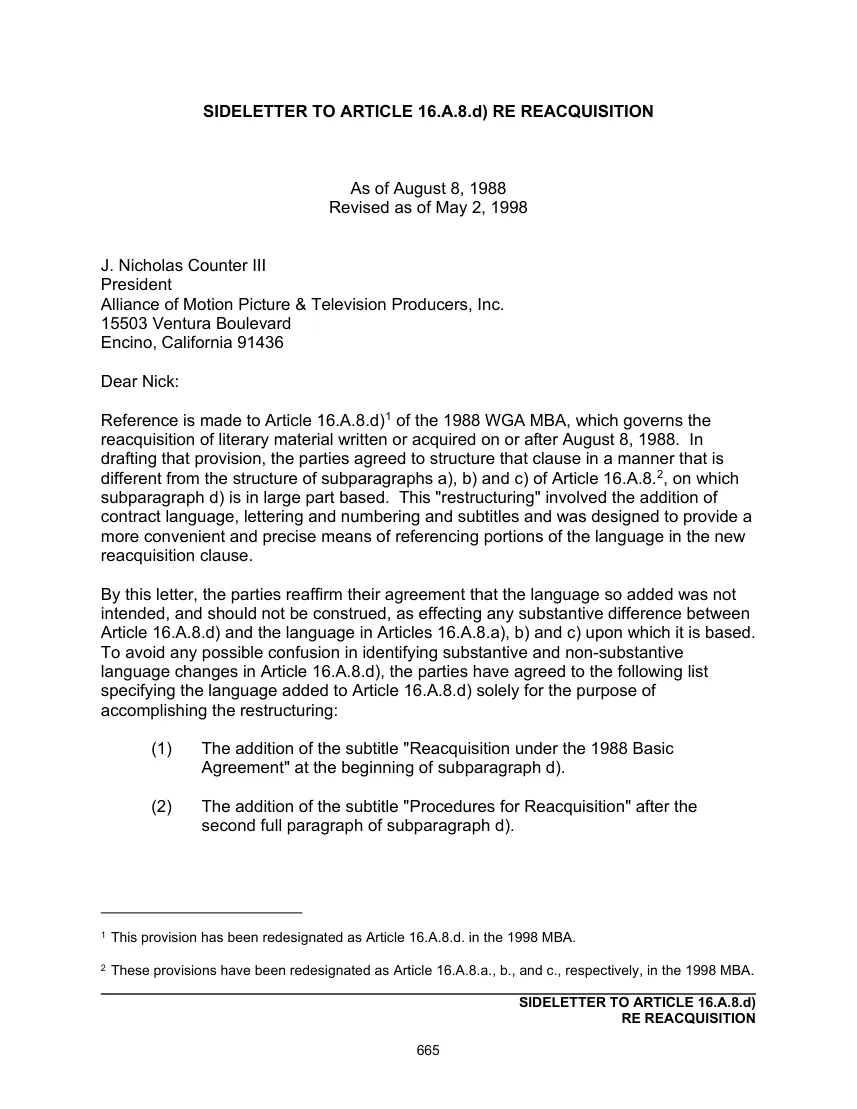 SIDELETTER TO ARTICLE 16.A.8.d) RE REACQUISITION
As of August 8, 1988
Revised as of May 2, 1998
J. Nicholas Counter III
President
Alliance of Motion Picture & Television Producers, Inc.
15503 Ventura Boulevard
Encino, California 91436
Dear Nick:
Reference is made to Article 16.A.8.d)1 of the 1988 WGA MBA, which governs the
reacquisition of literary material written or acquired on or after August 8, 1988.  In
drafting that provision, the parties agreed to structure that clause in a manner that is
different from the structure of subparagraphs a), b) and c) of Article 16.A.8.2, on which
subparagraph d) is in large part based.  This "restructuring" involved the addition of
contract language, lettering and numbering and subtitles and was designed to provide a
more convenient and precise means of referencing portions of the language in the new
reacquisition clause.
By this letter, the parties reaffirm their agreement that the language so added was not
intended, and should not be construed, as effecting any substantive difference between
Article 16.A.8.d) and the language in Articles 16.A.8.a), b) and c) upon which it is based.
To avoid any possible confusion in identifying substantive and non-substantive
language changes in Article 16.A.8.d), the parties have agreed to the following list
specifying the language added to Article 16.A.8.d) solely for the purpose of
accomplishing the restructuring:
(1) The addition of the subtitle "Reacquisition under the 1988 Basic
Agreement" at the beginning of subparagraph d).
(2) The addition of the subtitle "Procedures for Reacquisition" after the
second full paragraph of subparagraph d).
1 This provision has been redesignated as Article 16.A.8.d. in the 1998 MBA.
2 These provisions have been redesignated as Article 16.A.8.a., b., and c., respectively, in the 1998 MBA.
SIDELETTER TO ARTICLE 16.A.8.d)
RE REACQUISITION
665